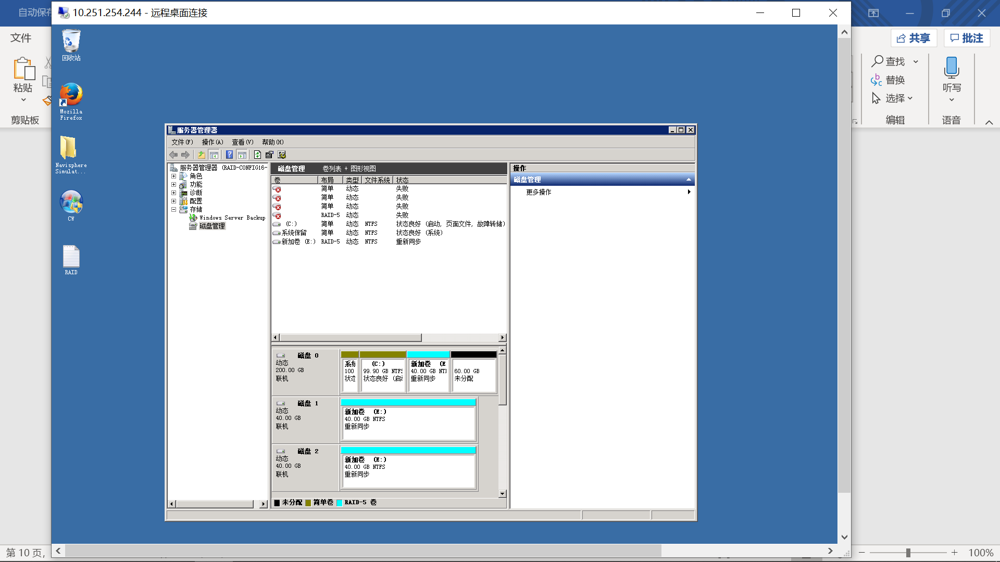 自动保存
10.251.254.244 - 远程桌面连接
文件
共享
批注
粘贴
剪贴板
查找
替换
选择
编辑
听写
语音
回收站
Mozilla
Firefox
Navisphere
Simulat...
CW
RAID
服务器管理器
文件(F) 操作(A) 查看(V) 帮助(H)
服务器管理器 (RAID-CONFIG16-
角色
功能
诊断
配置
存储
Windows Server Backup
磁盘管理
磁盘管理 卷列表 + 图形视图
卷 布局 类型 文件系统 状态
简单 动态 失败
简单 动态 失败
简单 动态 失败
RAID-5 动态 失败
(C:) 简单 动态 NTFS 状态良好 (启动, 页面文件, 故障转储)
系统保留 简单 动态 NTFS 状态良好 (系统)
新加卷 (E:) RAID-5 动态 NTFS 重新同步
磁盘 0
动态
200.00 GB
联机
系
100
状态
(C:)
99.90 GB NTFS
状态良好 (启
新加卷 (E
40.00 GB NT
重新同步
60.00 GB
未分配
磁盘 1
动态
40.00 GB
联机
新加卷 (E:)
40.00 GB NTFS
重新同步
磁盘 2
动态
40.00 GB
联机
新加卷 (E:)
40.00 GB NTFS
重新同步
未分配 简单卷 RAID-5 卷
操作
磁盘管理
更多操作
第 10 页,
100%